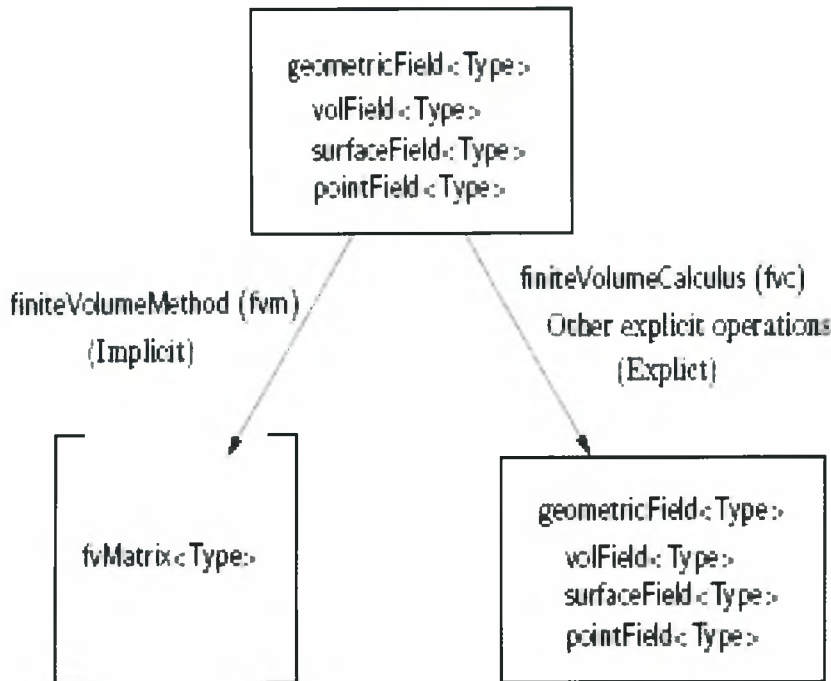 geometricField<Type>
volField<Type>
surfaceField<Type>
pointField<Type>
finiteVolumeMethod (fvm)
(Implicit)
finiteVolumeCalculus (fvc)
Other explicit operations
(Explict)
fvMatrix<Type>
geometricField<Type>
volField<Type>
surfaceField<Type>
pointField<Type>